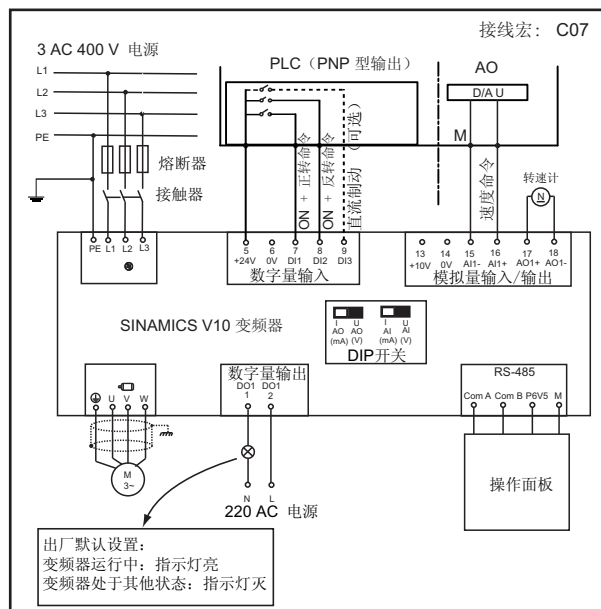 接线宏： C07
3 AC 400 V 电源
L1
L2
L3
PE
熔断器
接触器
PLC（PNP 型输出）
AO
D/A U
M
ON + 正转命令
ON + 反转命令
直流制动 （可选）
速度命令
转速计
N
PE L1 L2 L3
5 6 7 8 9
+24V 0V DI1 DI2 DI3
数字量输入
13 14 15 16 17 18
+10V 0V AI1- AI1+ AO1+ AO1-
模拟量输入/输出
SINAMICS V10 变频器
I U I U
AO AO AI AI
(mA) (V) (mA) (V)
DIP开关
U V W
数字量输出
DO1 DO1
1 2
RS-485
Com A Com B P6V5 M
M
3~
N L
220 AC 电源
操作面板
出厂默认设置：
变频器运行中：指示灯亮
变频器处于其他状态：指示灯灭